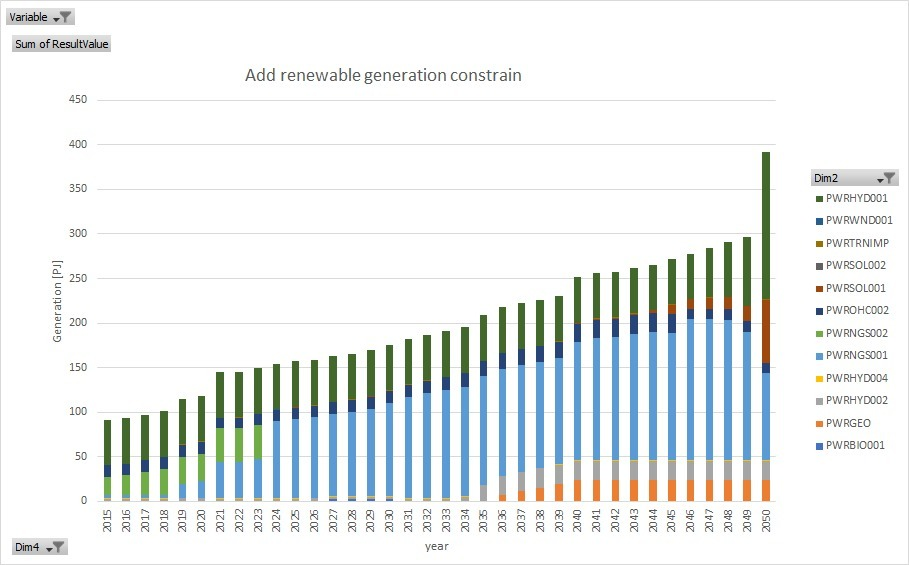 Variable
Sum of ResultValue
Add renewable generation constrain
450
400
350
300
250
200
150
100
50
0
Generation [PJ]
2015 2016 2017 2018 2019 2020 2021 2022 2023 2024 2025 2026 2027 2028 2029 2030 2031 2032 2033 2034 2035 2036 2037 2038 2039 2040 2041 2042 2043 2044 2045 2046 2047 2048 2049 2050
year
Dim2
PWRHYD001
PWRWND001
PWRTRNIMP
PWRSOL002
PWRSOL001
PWROHC002
PWRNGS002
PWRNGS001
PWRHYD004
PWRHYD002
PWRGEO
PWRBIO001
Dim4